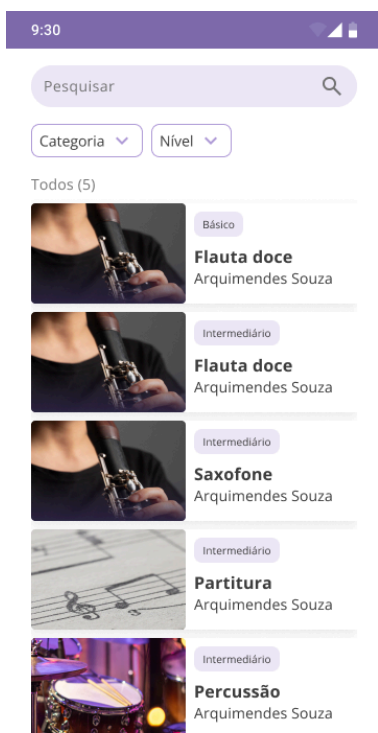 9:30
Pesquisar
Categoria Nível
Todos (5)
Básico
Flauta doce
Arquimendes Souza
Intermediário
Flauta doce
Arquimendes Souza
Intermediário
Saxofone
Arquimendes Souza
Intermediário
Partitura
Arquimendes Souza
Intermediário
Percussão
Arquimendes Souza